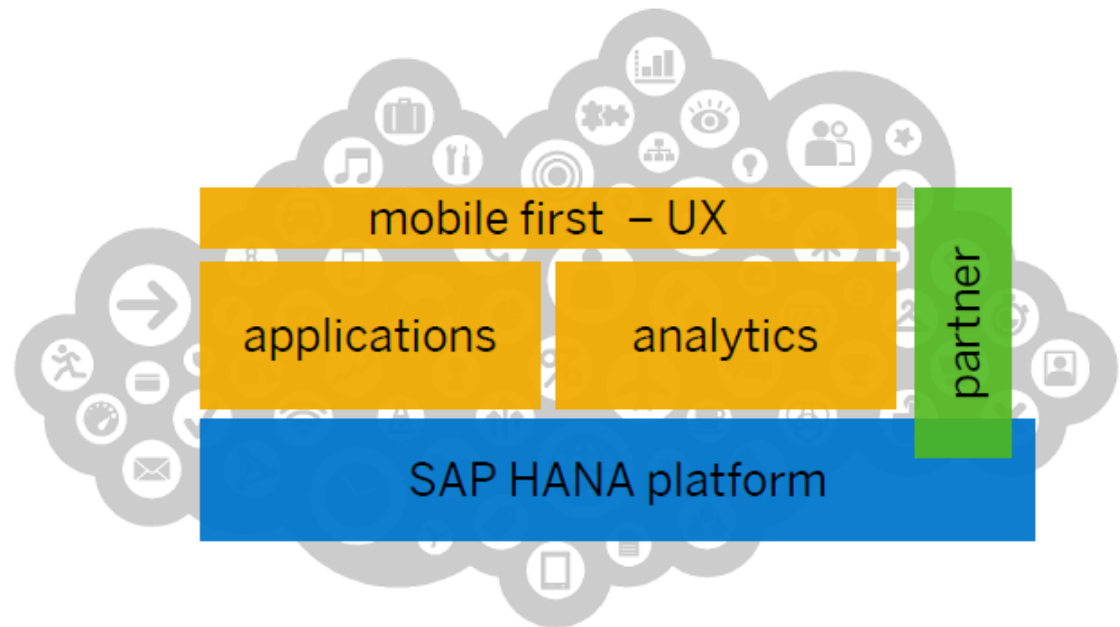 mobile first – UX
applications
analytics
partner
SAP HANA platform